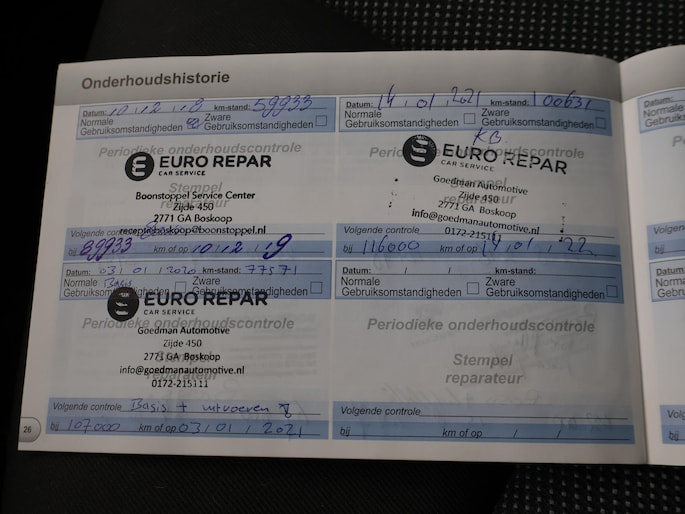 Onderhoudshistorie
Datum: 10 , 12 , 18 km-stand: 59933
Normale Zware
Gebruiksomstandigheden Gebruiksomstandigheden
Periodieke onderhoudscontrole
EURO REPAR
CAR SERVICE
Stempel
reparateur
Boonstoppel Service Center
Zijde 450
2771 GA Boskoop
receptieboskoop@boonstoppel.nl
Volgende controle
bij 89933 km of op 10 , 12 , 19
Datum: 14 , 01 , 2021 km-stand: 100631
Normale Zware
Gebruiksomstandigheden Gebruiksomstandigheden
KB.
Periodieke onderhoudscontrole
EURO REPAR
CAR SERVICE
Stempel
reparateur
Goedman Automotive
Zijde 450
2771 GA Boskoop
info@goedmanautomotive.nl
0172-215111
Volgende controle
bij 116000 km of op 14 , 01 , 22
Datum: 03 , 01 , 2020 km-stand: 77571
Normale Basis Zware
Gebruiksomstandigheden Gebruiksomstandigheden
EURO REPAR
CAR SERVICE
Periodieke onderhoudscontrole
Goedman Automotive
Zijde 450
2771 GA Boskoop
info@goedmanautomotive.nl
0172-215111
Volgende controle Basis + uitvoeren
bij 107000 km of op 03 , 01 , 2021
Datum: / / km-stand:
Normale Zware
Gebruiksomstandigheden Gebruiksomstandigheden
Periodieke onderhoudscontrole
Stempel
reparateur
Volgende controle
bij km of op / /
26